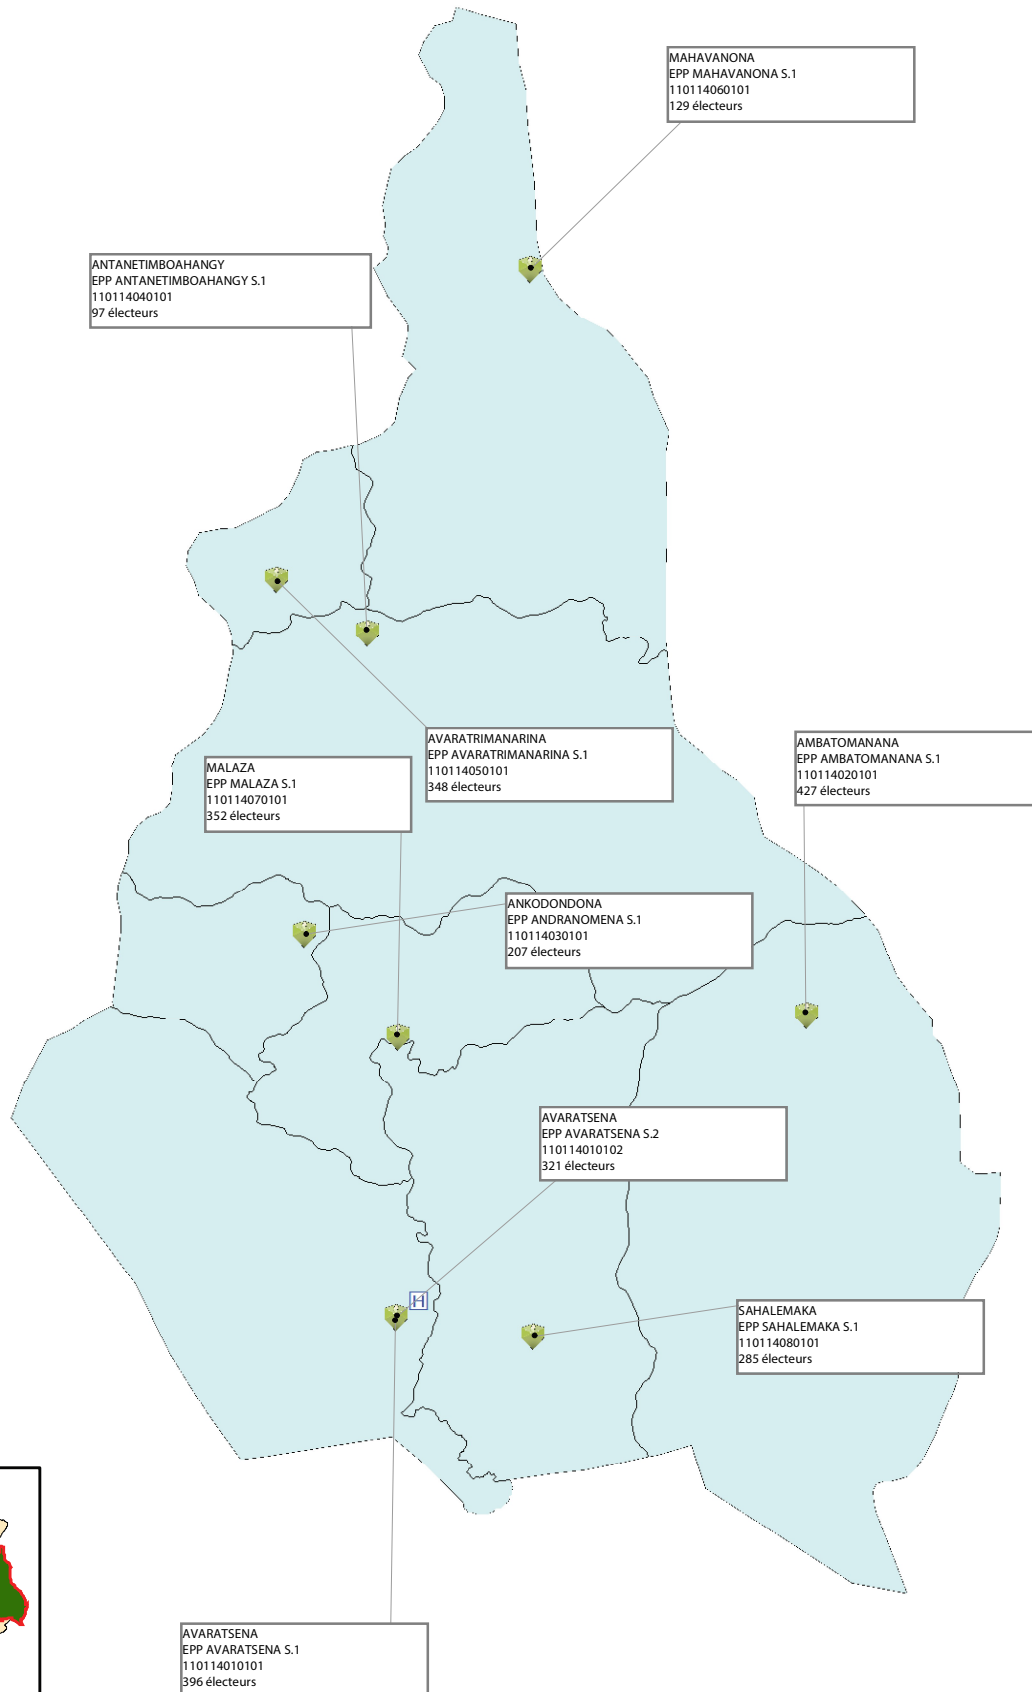 MAHAVANONA
EPP MAHAVANONA S.1
110114060101
129 électeurs
ANTANETIMBOAHANGY
EPP ANTANETIMBOAHANGY S.1
110114040101
97 électeurs
AVARATRIMANARINA
EPP AVARATRIMANARINA S.1
110114050101
348 électeurs
AMBATOMANANA
EPP AMBATOMANANA S.1
110114020101
427 électeurs
MALAZA
EPP MALAZA S.1
110114070101
352 électeurs
ANKODONDONA
EPP ANDRANOMENA S.1
110114030101
207 électeurs
AVARATSENA
EPP AVARATSENA S.2
110114010102
321 électeurs
H
SAHALEMAKA
EPP SAHALEMAKA S.1
110114080101
285 électeurs
AVARATSENA
EPP AVARATSENA S.1
110114010101
396 électeurs